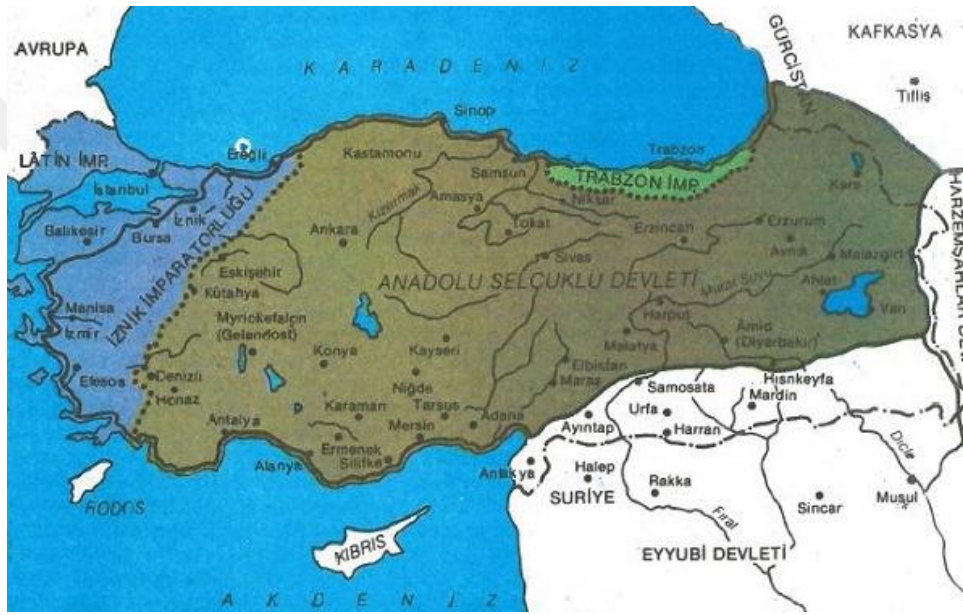 AVRUPA
KARADENİZ
GÜRCİSTAN
KAFKASYA
Tiflis
Sinop
Ereğli
Kastamonu
Samsun
Trabzon
TRABZON İMP.
LÂTİN İMP.
İstanbul
İznik
Balıkesir
Bursa
İZNİK İMPARATORLUĞU
Kızırmak
Amasya
Niksar
Kars
Ankara
Tokat
Erzincan
Erzurum
Avnik
Malazgirt
Eskişehir
Sivas
Kütahya
ANADOLU SELÇUKLU DEVLETİ
Murat Suyu
Ahlat
Van
Manisa
İzmir
Myriokefalon
(Gelendost)
Harput
Konya
Kayseri
Malatya
Âmid
(Diyarbakır)
Efesos
Denizli
Honaz
Niğde
Elbistan
Maraş
Samosata
Hısnkeyfa
Mardin
Antalya
Karaman
Tarsus
Adana
Mersin
Ayıntap
Urfa
Harran
Ermenek
Silifke
Alanya
Antakya
Halep
SURİYE
Rakka
Fırat
Sincar
Dicle
Musul
RODOS
KIBRIS
EYYUBİ DEVLETİ
AKDENİZ